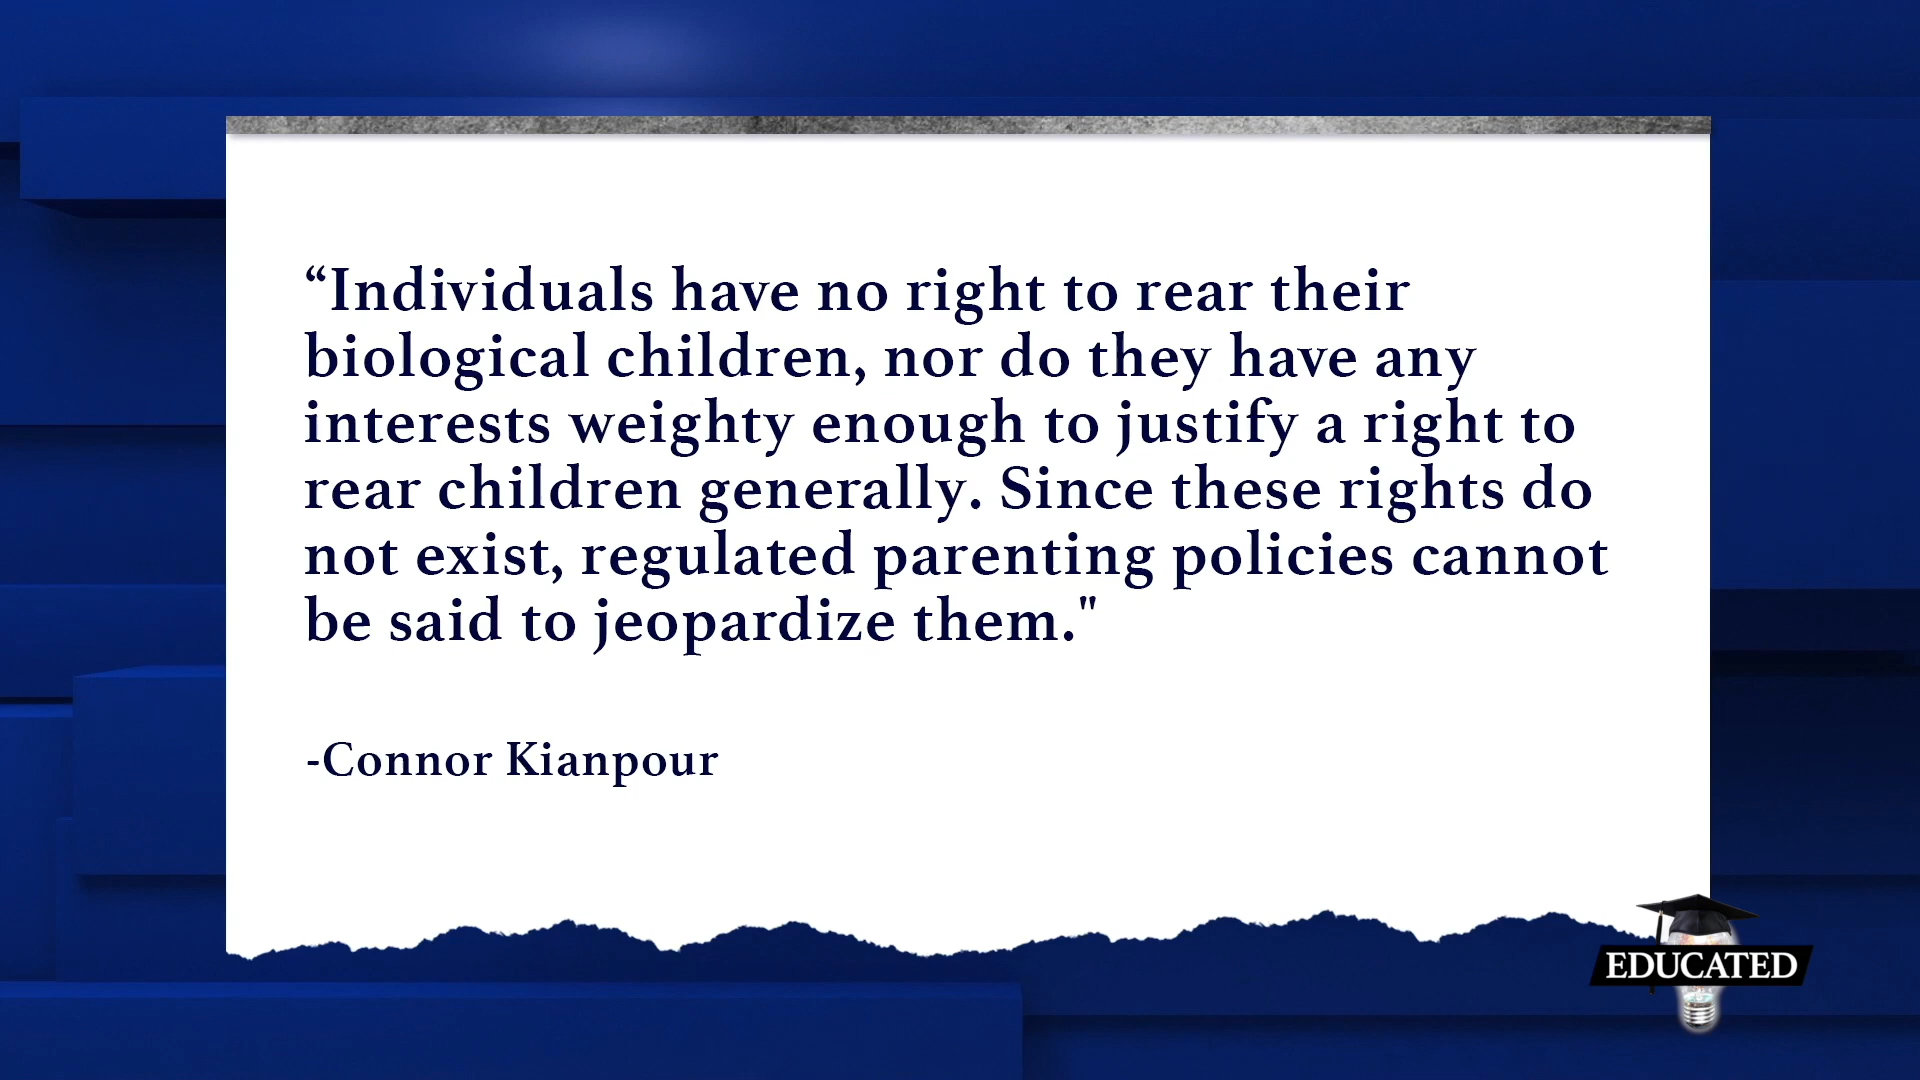 “Individuals have no right to rear their
biological children, nor do they have any
interests weighty enough to justify a right to
rear children generally. Since these rights do
not exist, regulated parenting policies cannot
be said to jeopardize them."
-Connor Kianpour
EDUCATED